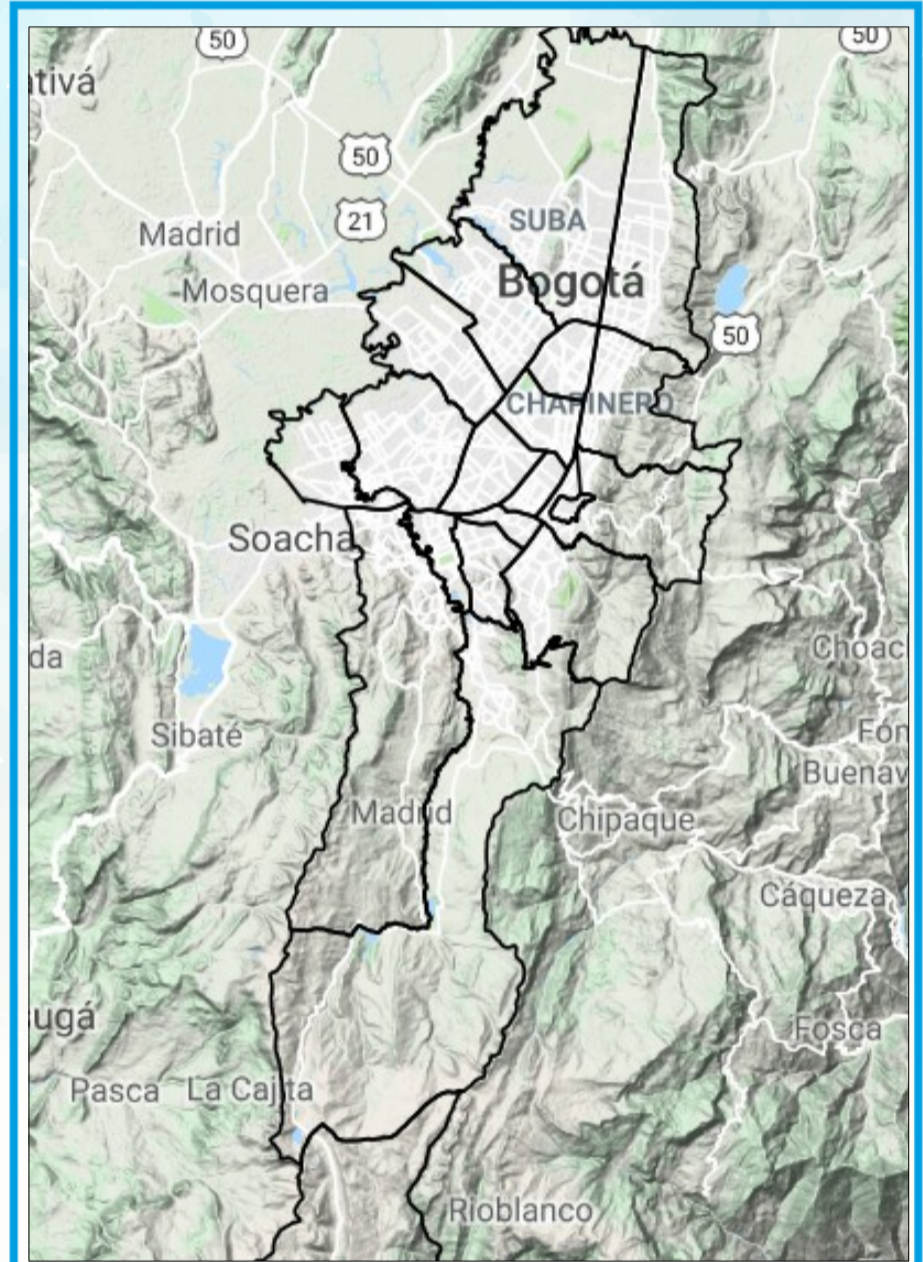 50
50
ativá
50
21
SUBA
Madrid
Bogotá
Mosquera
50
CHAPINERO
Soacha
da
Choac
Sibaté
Fón
Buenav
Madrid
Chipaque
Cáqueza
ugá
Fosca
Pasca
La Cajita
Rioblanco